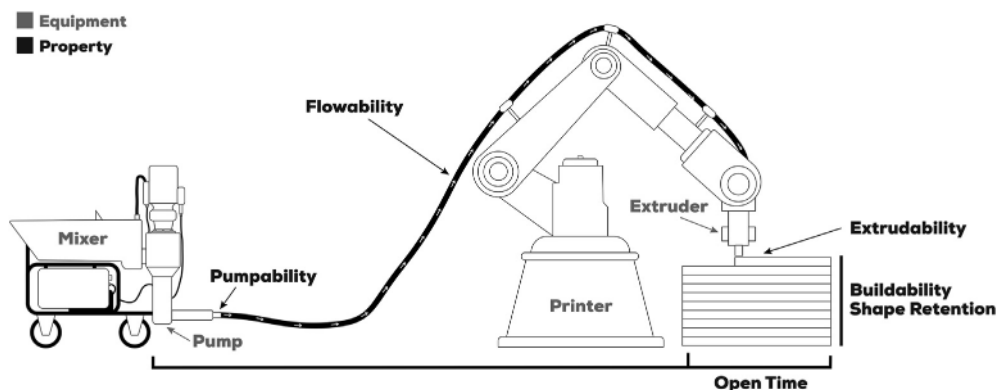 Equipment
Property
Flowability
Mixer
Extruder
Extrudability
Pumpability
Buildability
Shape Retention
Printer
Pump
Open Time